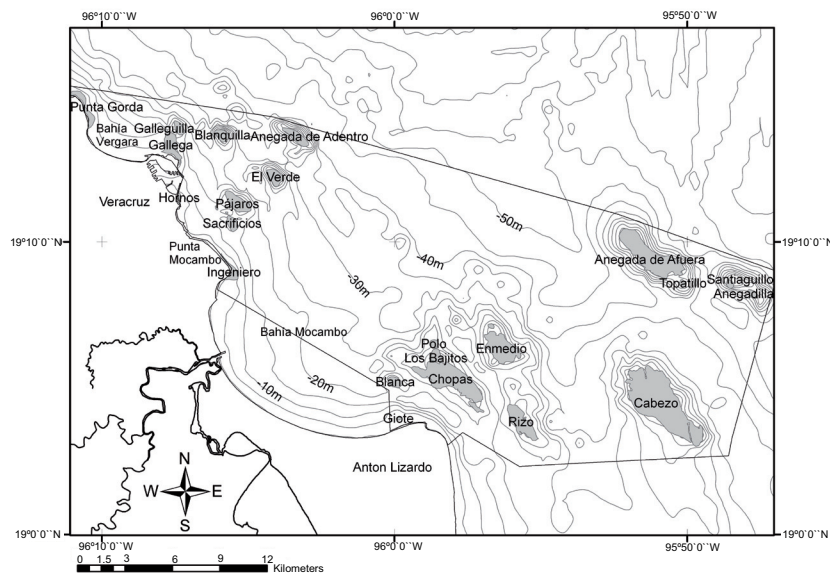 96°10'0''W
96°0'0''W
95°50'0''W
Punta Gorda
Bahía
Vergara
Galleguilla
Gallega
Blanquilla
Anegada de Adentro
El Verde
Veracruz
Hornos
Pájaros
Sacrificios
19°10'0''N
19°10'0''N
-50m
-40m
-30m
Punta
Mocambo
Ingeniero
Anegada de Afuera
Topatillo
Santiaguillo
Anegadilla
Bahía Mocambo
Polo
Los Bajitos
Enmedio
Chopas
Blanca
-20m
-10m
Giote
Rizo
Cabezo
Anton Lizardo
N
W
E
S
19°0'0''N
19°0'0''N
96°10'0''W
96°0'0''W
95°50'0''W
0 1.5 3 6 9 12
Kilometers